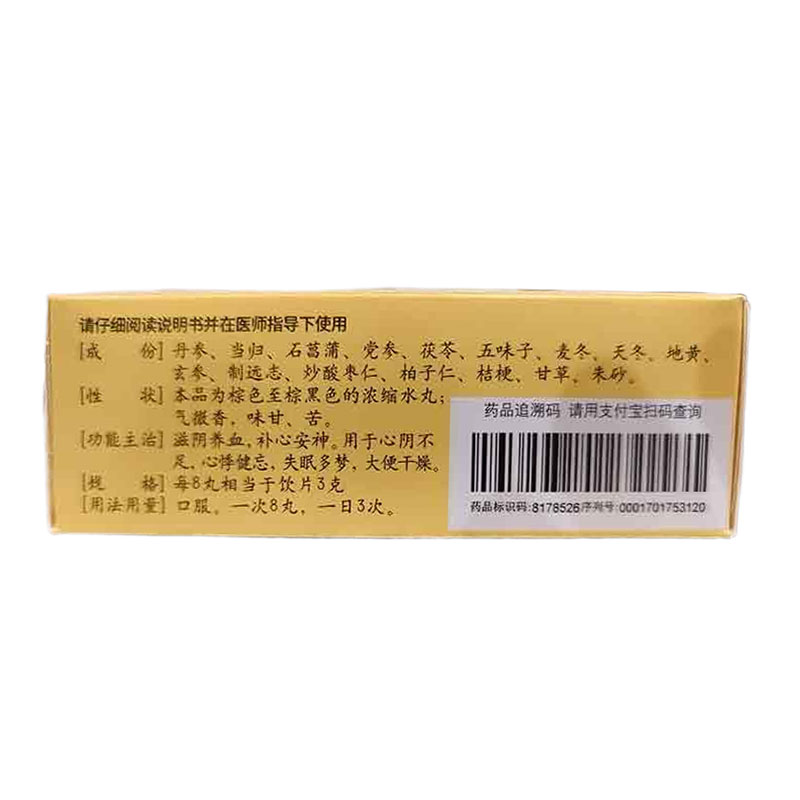 请仔细阅读说明书并在医师指导下使用
[成 份] 丹参、当归、石菖蒲、党参、茯苓、五味子、麦冬、天冬、地黄、
玄参、制远志、炒酸枣仁、柏子仁、桔梗、甘草、朱砂。
[性 状] 本品为棕色至棕黑色的浓缩水丸;
气微香，味甘、苦。
[功能主治] 滋阴养血，补心安神。用于心阴不
足，心悸健忘，失眠多梦，大便干燥。
[规 格] 每8丸相当于饮片3克
[用法用量] 口服。一次8丸，一日3次。
药品追溯码 请用支付宝扫码查询
药品标识码:8178526序列号:0001701753120